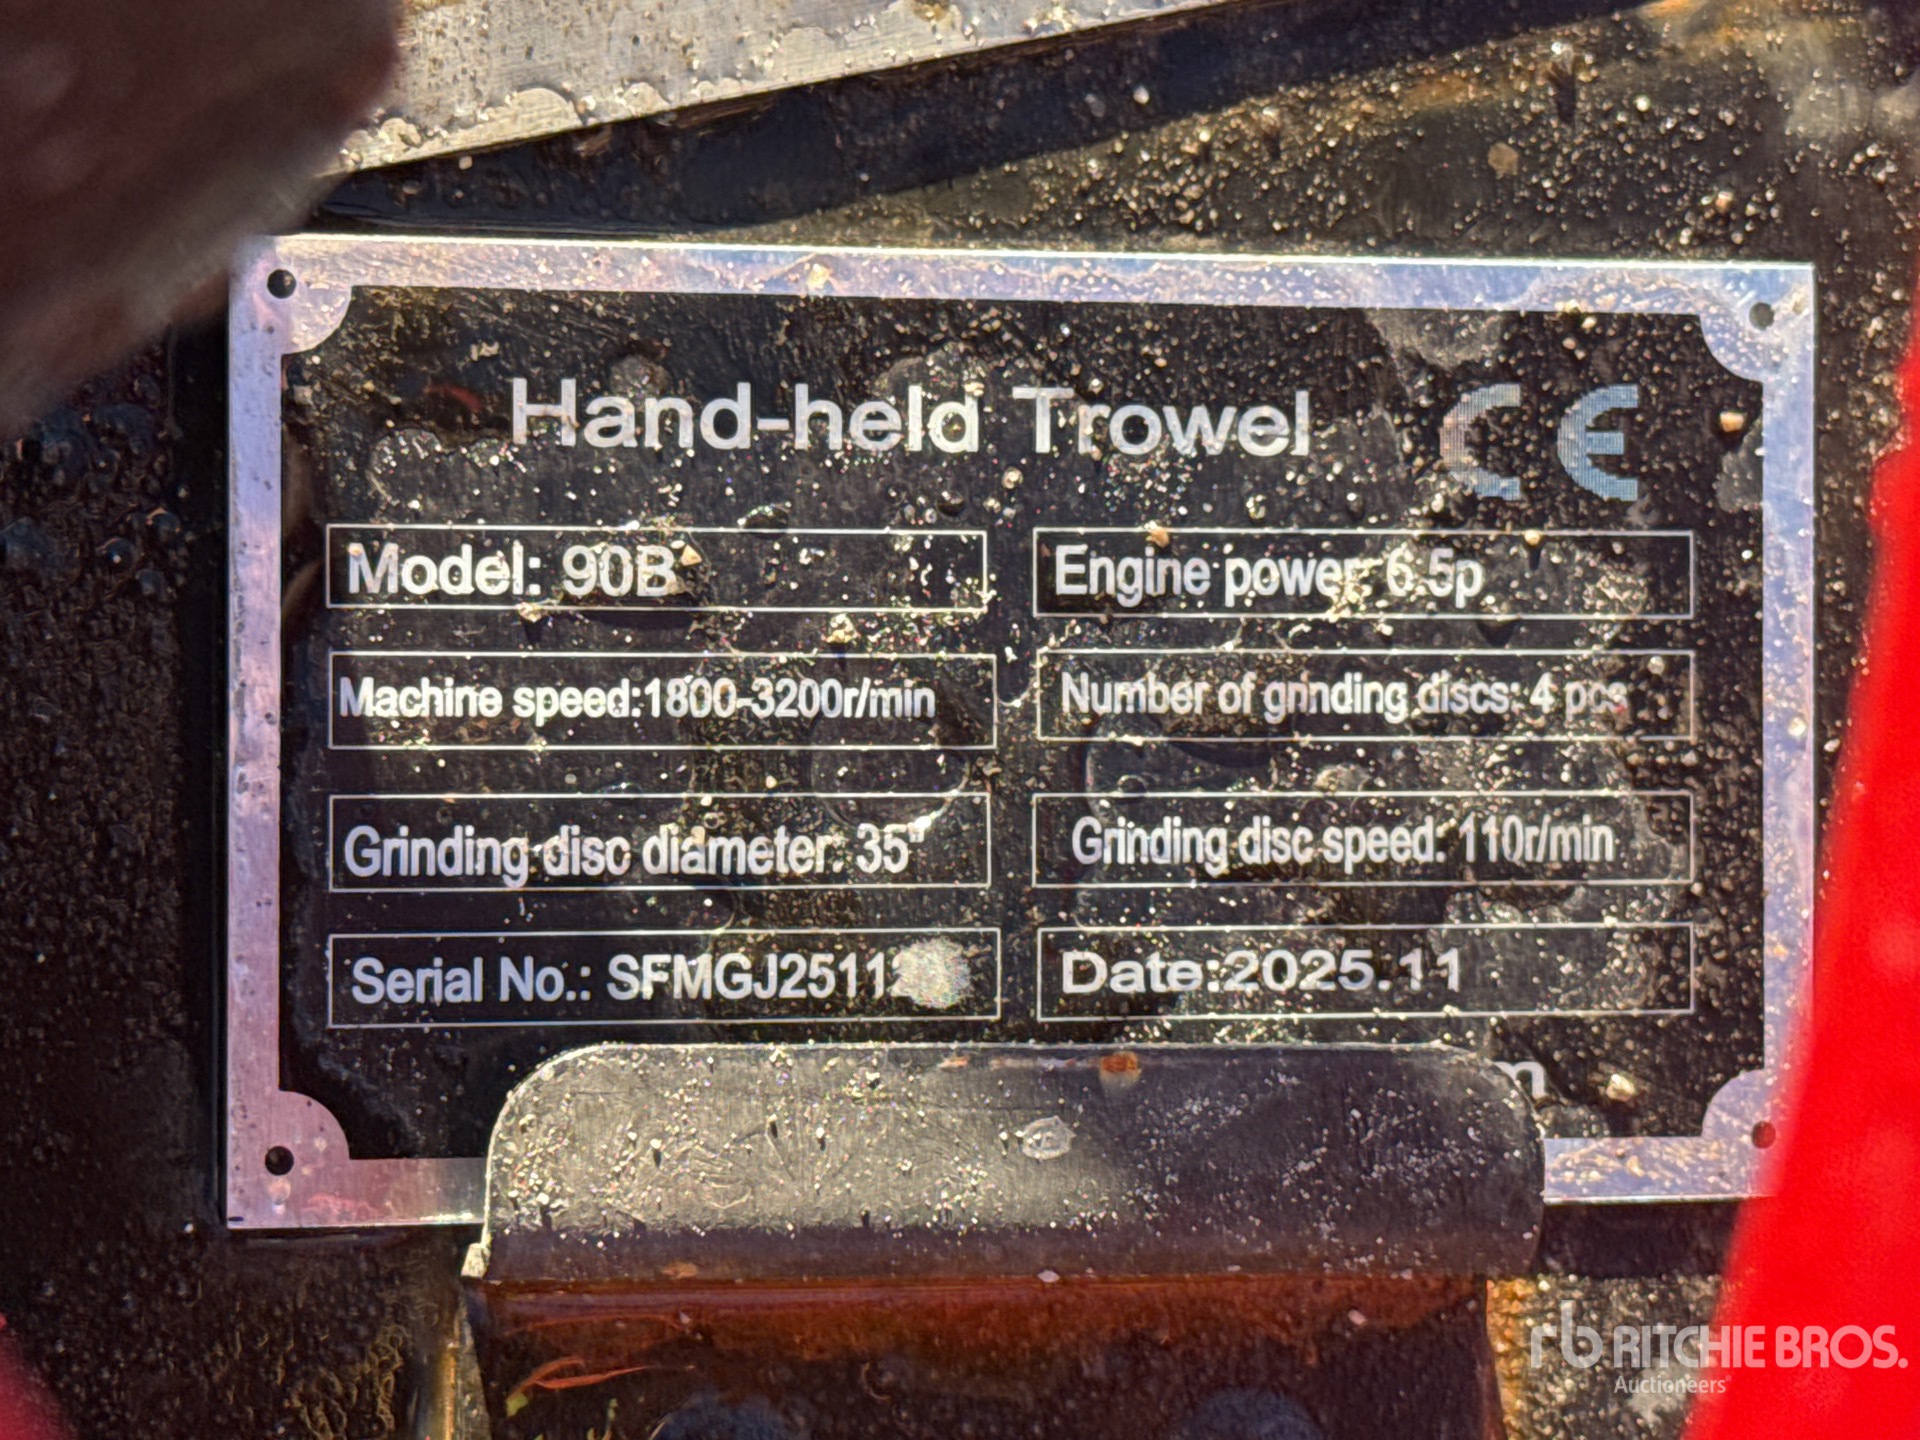 Hand-held Trowel CE
Model: 90B
Engine power: 6.5p
Machine speed:1800-3200r/min
Number of grinding discs: 4 pcs
Grinding disc diameter: 35"
Grinding disc speed: 110r/min
Serial No.: SFMGJ2511
Date:2025.11
rb RITCHIE BROS.
Auctioneers